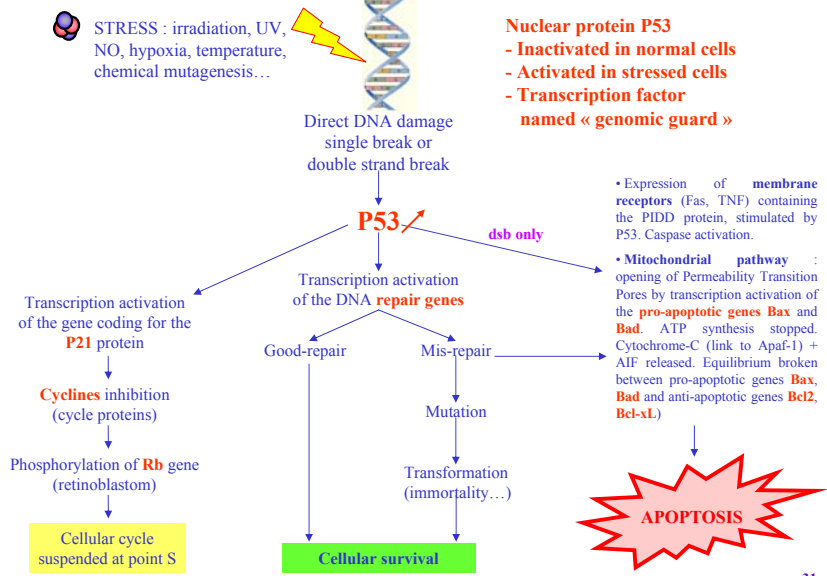 STRESS : irradiation, UV,
NO, hypoxia, temperature,
chemical mutagenesis…
Nuclear protein P53
- Inactivated in normal cells
- Activated in stressed cells
- Transcription factor
named « genomic guard »
Direct DNA damage
single break or
double strand break
P53
dsb only
Transcription activation
of the gene coding for the
P21 protein
Cyclines inhibition
(cycle proteins)
Phosphorylation of Rb gene
(retinoblastom)
Cellular cycle
suspended at point S
Transcription activation
of the DNA repair genes
Good-repair
Mis-repair
Mutation
Transformation
(immortality…)
Cellular survival
• Expression of membrane
receptors (Fas, TNF) containing
the PIDD protein, stimulated by
P53. Caspase activation.
• Mitochondrial pathway :
opening of Permeability Transition
Pores by transcription activation of
the pro-apoptotic genes Bax and
Bad. ATP synthesis stopped.
Cytochrome-C (link to Apaf-1) +
AIF released. Equilibrium broken
between pro-apoptotic genes Bax,
Bad and anti-apoptotic genes Bcl2,
Bcl-xL)
APOPTOSIS